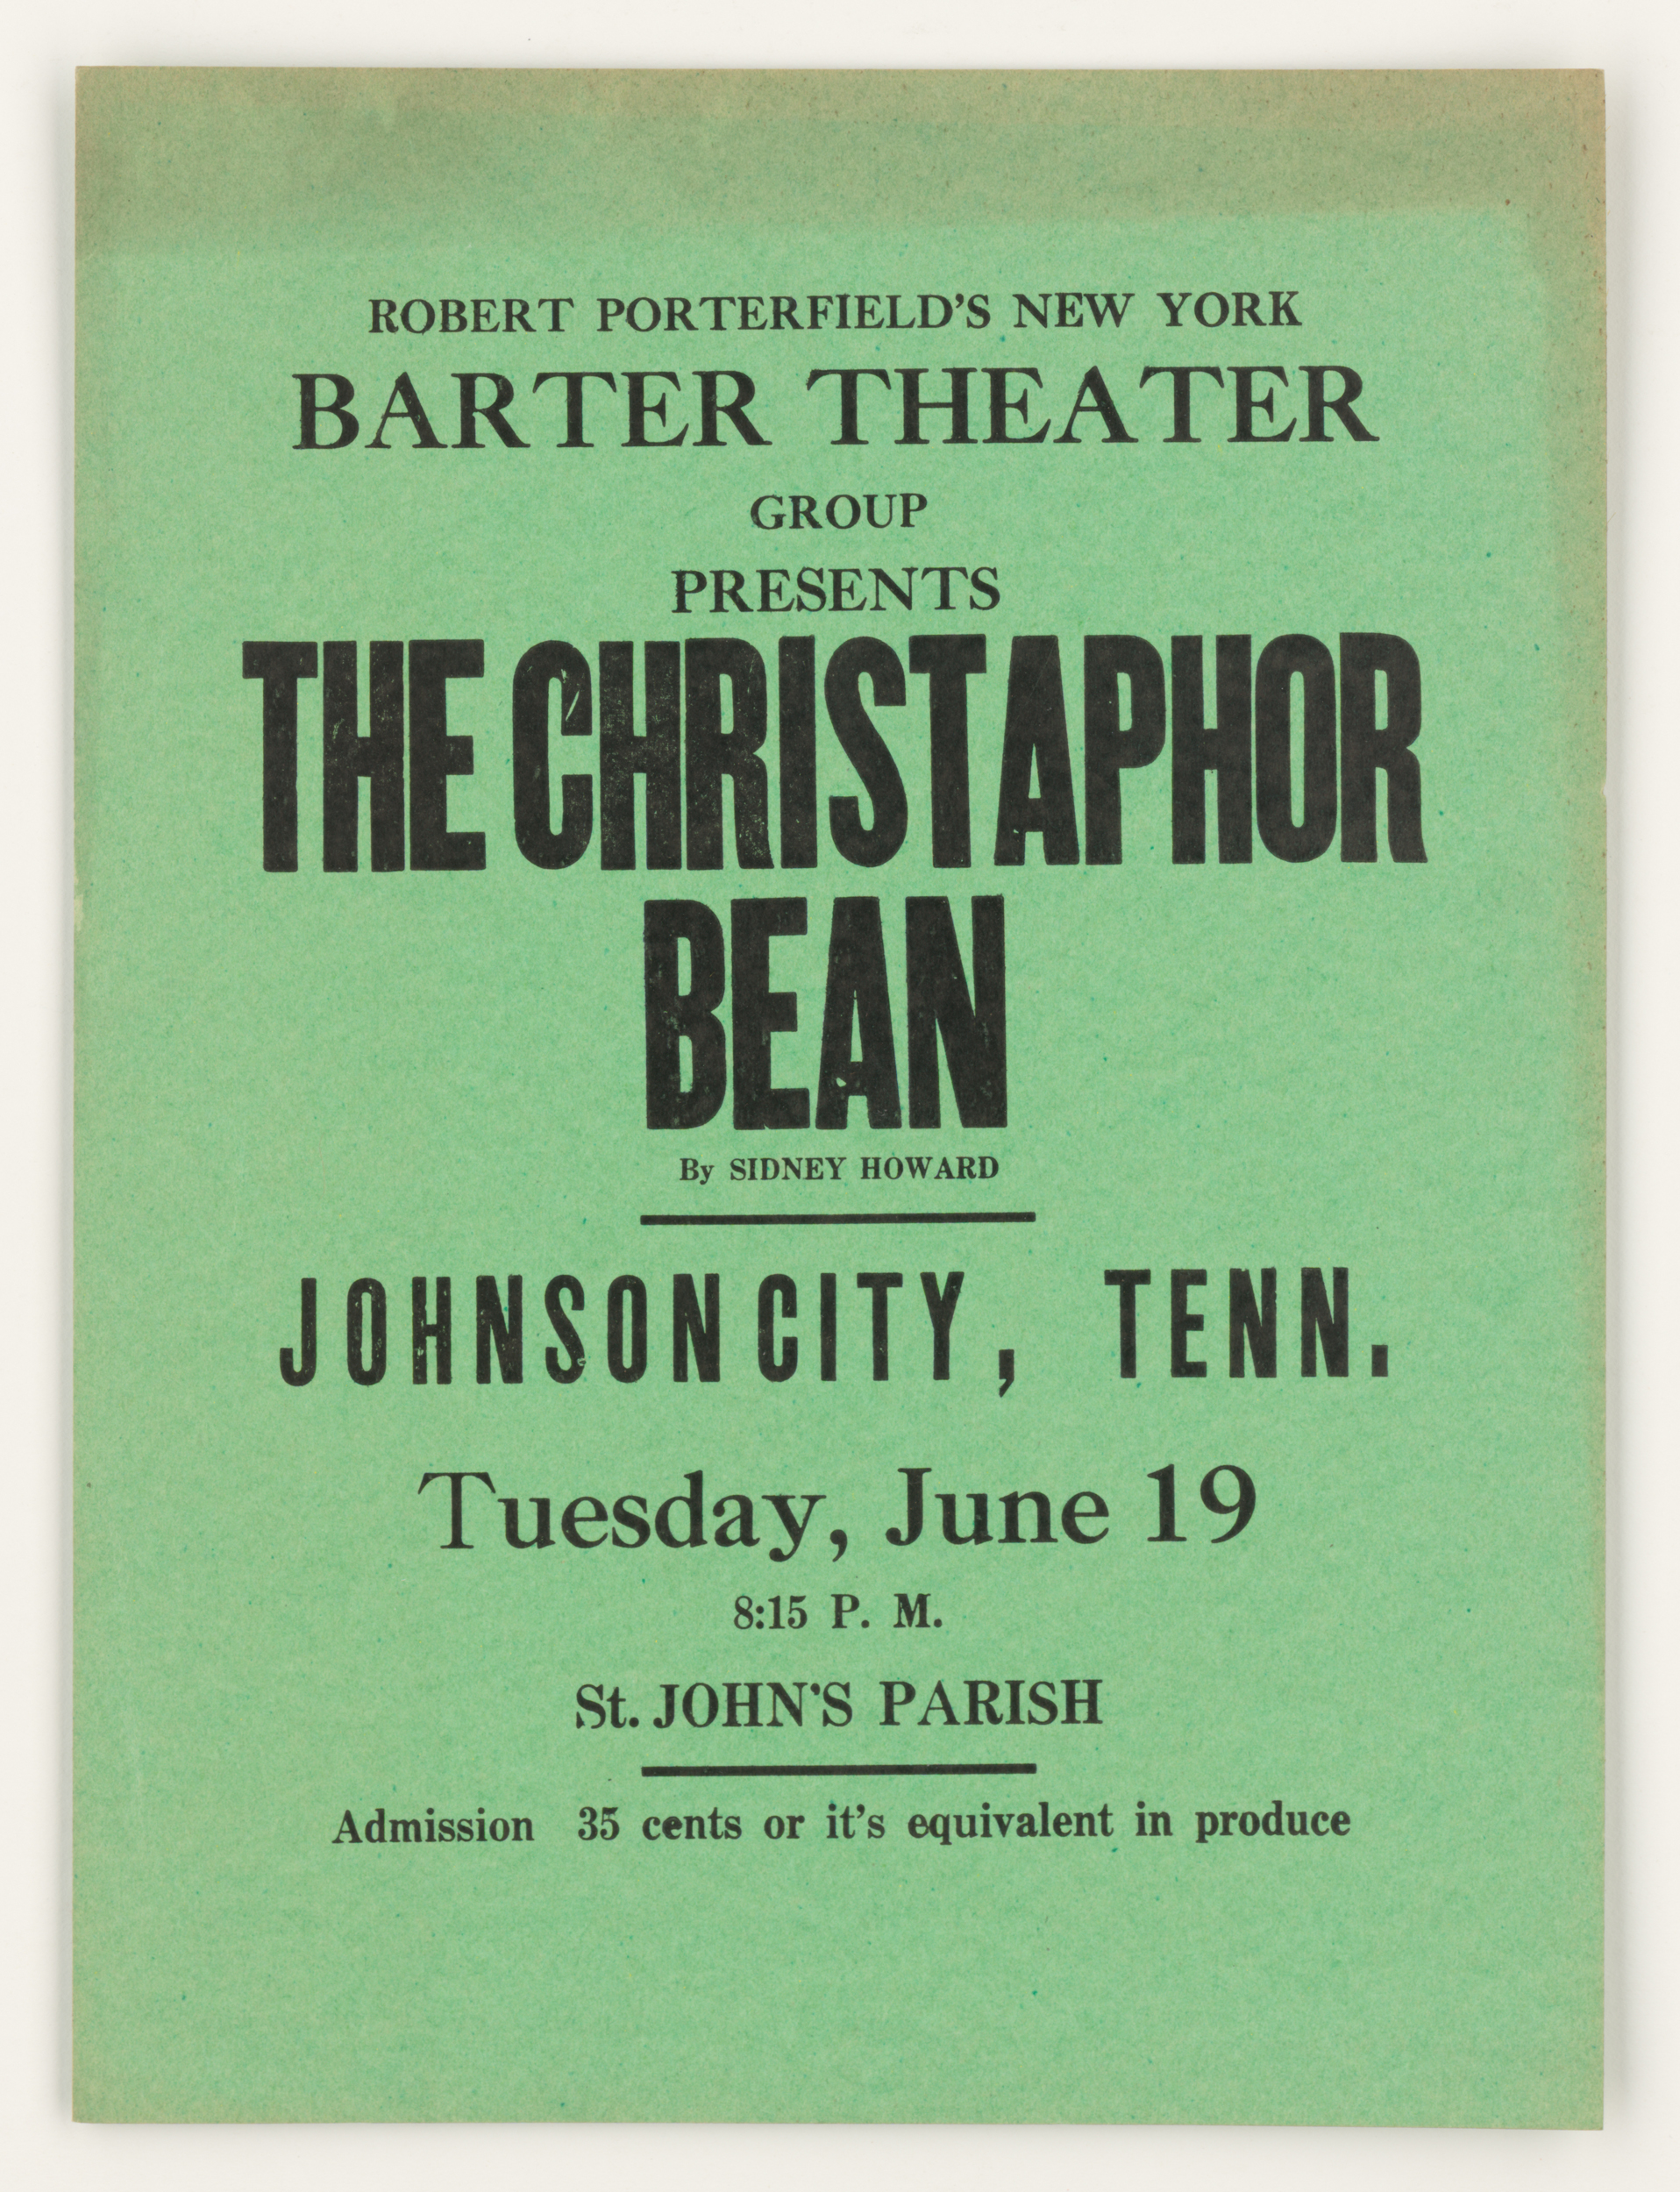 ROBERT PORTERFIELD'S NEW YORK
BARTER THEATER
GROUP
PRESENTS
THE CHRISTAPHOR
BEAN
By SIDNEY HOWARD
JOHNSON CITY, TENN.
Tuesday, June 19
8:15 P. M.
St. JOHN'S PARISH
Admission 35 cents or it's equivalent in produce